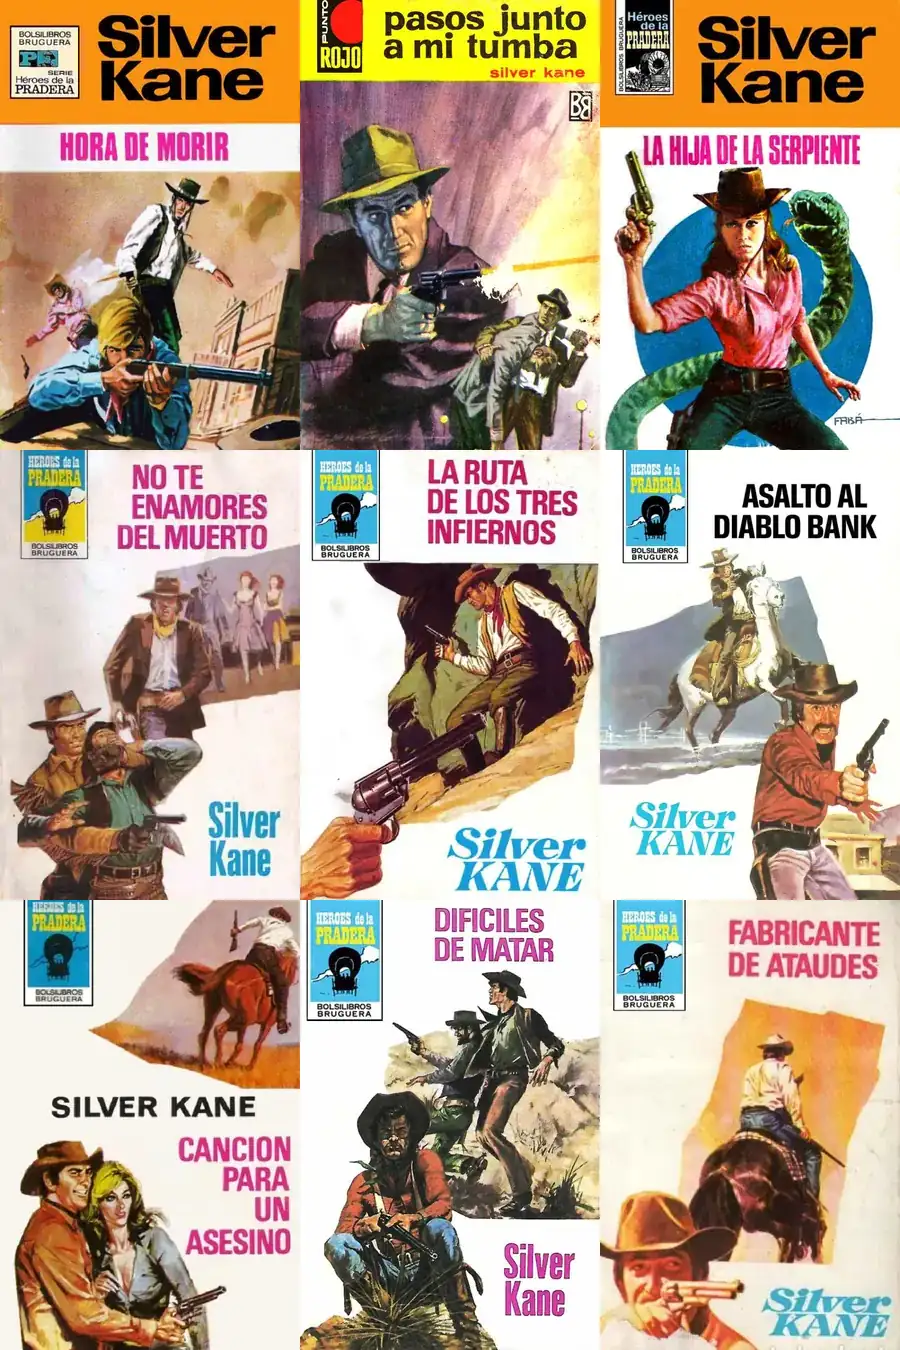 BOLSILIBROS
BRUGUERA
SERIE
Héroes de la
PRADERA
Silver
Kane
HORA DE MORIR
PUNTO
ROJO
pasos junto
a mi tumba
silver kane
BB
BOLSILIBROS BRUGUERA
Héroes
de la
PRADERA
Silver
Kane
LA HIJA DE LA SERPIENTE
FABÁ
HEROES de la
PRADERA
BOLSILIBROS
BRUGUERA
NO TE
ENAMORES
DEL MUERTO
Silver
Kane
HEROES de la
PRADERA
BOLSILIBROS
BRUGUERA
LA RUTA
DE LOS TRES
INFIERNOS
Silver
KANE
HEROES de la
PRADERA
BOLSILIBROS
BRUGUERA
ASALTO AL
DIABLO BANK
Silver
KANE
HEROES de la
PRADERA
BOLSILIBROS
BRUGUERA
SILVER KANE
CANCION
PARA
UN
ASESINO
HEROES de la
PRADERA
BOLSILIBROS
BRUGUERA
DIFICILES
DE MATAR
Silver
Kane
HEROES de la
PRADERA
BOLSILIBROS
BRUGUERA
FABRICANTE
DE ATAUDES
Silver
KANE